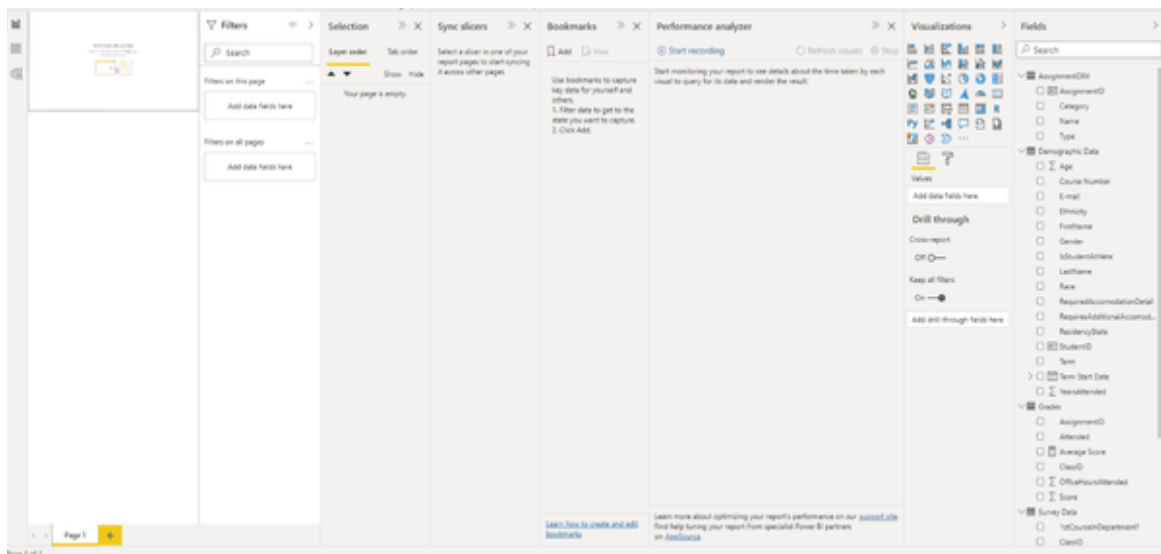 Filters
Search
Filters on this page
Add data fields here
Filters on all pages
Add data fields here
Selection
Layer order Tab order
Show Hide
Your page is empty.
Sync slicers
Select a slicer in one of your
report pages to start syncing
it across other pages
Bookmarks
Add View
Use bookmarks to capture
key data for yourself and
others.
1. Filter data to get to the
state you want to capture.
2. Click Add.
Learn how to create and edit
bookmarks
Performance analyzer
Start recording Refresh visuals Stop
Start monitoring your report to see details about the time taken by each
visual to query for its data and render the result.
Learn more about optimizing your report's performance on our support site
Find help tuning your report from specialist Power BI partners
on AppSource.
Visualizations
R
Py
Values
Add data fields here
Drill through
Cross-report
Off
Keep all filters
On
Add drill-through fields here
Fields
Search
AssignmentDIM
AssignmentID
Category
Name
Type
Demographic Data
Age
Course Number
E-mail
Ethnicity
FirstName
Gender
IsStudentAthlete
LastName
Race
RequiredAccomodationDetail
RequiresAdditionalAccomod...
ResidencyState
StudentID
Term
Term Start Date
YearsAttended
Grades
AssignmentID
Attended
Average Score
ClassID
OfficeHoursAttended
Score
Survey Data
1stCourseInDepartment?
ClassID
Page 1
Page 1 of 1